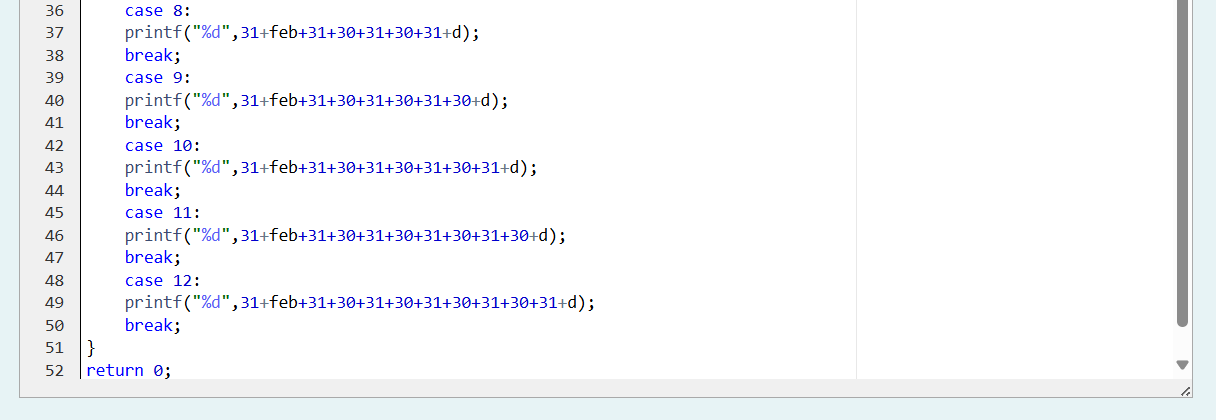 36 case 8:
37 printf("%d",31+feb+31+30+31+30+31+d);
38 break;
39 case 9:
40 printf("%d",31+feb+31+30+31+30+31+30+d);
41 break;
42 case 10:
43 printf("%d",31+feb+31+30+31+30+31+30+31+d);
44 break;
45 case 11:
46 printf("%d",31+feb+31+30+31+30+31+30+31+30+d);
47 break;
48 case 12:
49 printf("%d",31+feb+31+30+31+30+31+30+31+30+31+d);
50 break;
51 }
52 return 0;